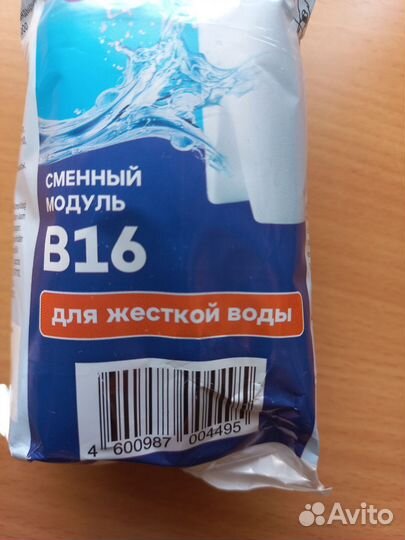 СМЕННЫЙ
МОДУЛЬ
B16
для жесткой воды
4 600987 004495
Avito